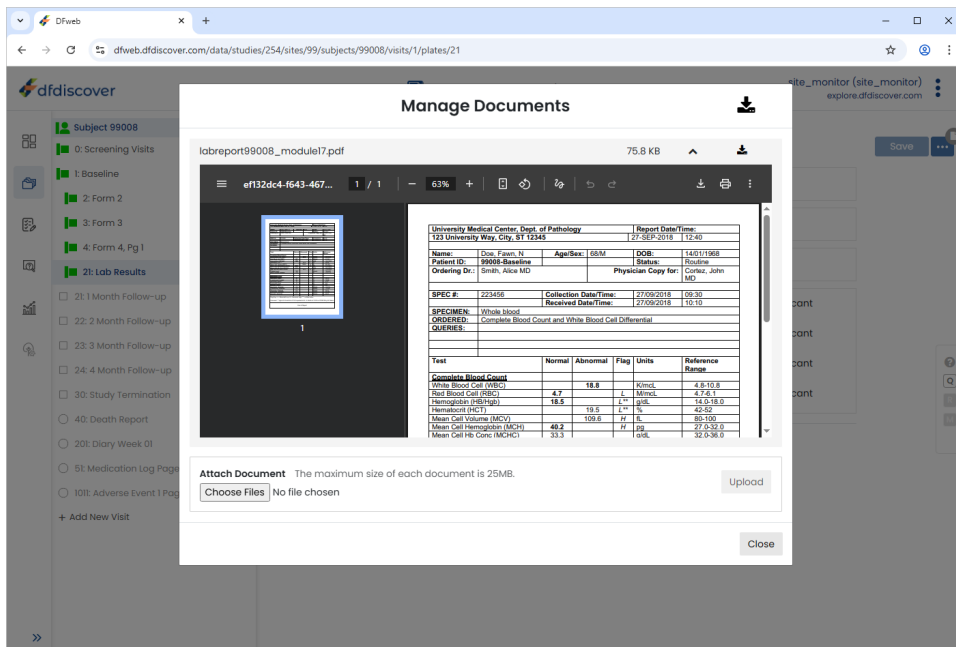 DFweb
dfweb.dfdiscover.com/data/studies/254/sites/99/subjects/99008/visits/1/plates/21
dfdiscover
site_monitor (site_monitor)
explore.dfdiscover.com
Subject 99008
0: Screening Visits
1: Baseline
2: Form 2
3: Form 3
4: Form 4, Pg 1
21: Lab Results
21: 1 Month Follow-up
22: 2 Month Follow-up
23: 3 Month Follow-up
24: 4 Month Follow-up
30: Study Termination
40: Death Report
201: Diary Week 01
51: Medication Log Page
1011: Adverse Event 1 Pag
+ Add New Visit
Save
cant
cant
cant
cant
Manage Documents
labreport99008_module17.pdf 75.8 KB
ef132dc4-f643-467... 1 / 1 63%
1
University Medical Center, Dept. of Pathology Report Date/Time:
123 University Way, City, ST 12345 27-SEP-2018 12:40
Name: Doe, Fawn, N Age/Sex: 68/M DOB: 14/01/1968
Patient ID: 99008-Baseline Status: Routine
Ordering Dr.: Smith, Alice MD Physician Copy for: Cortez, John
MD
SPEC #: 223456 Collection Date/Time: 27/09/2018 09:30
Received Date/Time: 27/09/2018 10:10
SPECIMEN: Whole blood
ORDERED: Complete Blood Count and White Blood Cell Differential
QUERIES:
Test Normal Abnormal Flag Units Reference
Range
Complete Blood Count
White Blood Cell (WBC) 18.8 K/mcL 4.8-10.8
Red Blood Cell (RBC) 4.7 L M/mcL 4.7-6.1
Hemoglobin (HB/Hgb) 18.5 L** g/dL 14.0-18.0
Hematocrit (HCT) 19.5 L** % 42-52
Mean Cell Volume (MCV) 109.6 H fL 80-100
Mean Cell Hemoglobin (MCH) 40.2 H pg 27.0-32.0
Mean Cell Hb Conc (MCHC) 33.3 g/dL 32.0-36.0
Attach Document The maximum size of each document is 25MB.
Choose Files No file chosen
Upload
Close